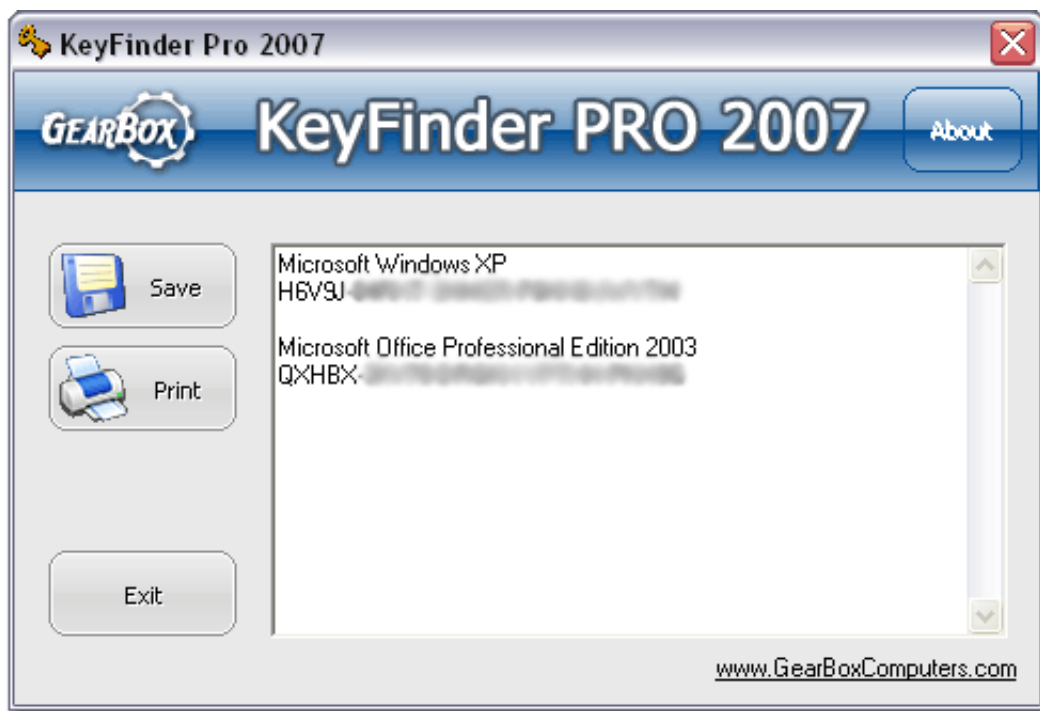 KeyFinder Pro 2007
GEARBOX
KeyFinder PRO 2007
About
Save
Print
Exit
Microsoft Windows XP
H6V9J-
Microsoft Office Professional Edition 2003
QXHBX-
www.GearBoxComputers.com